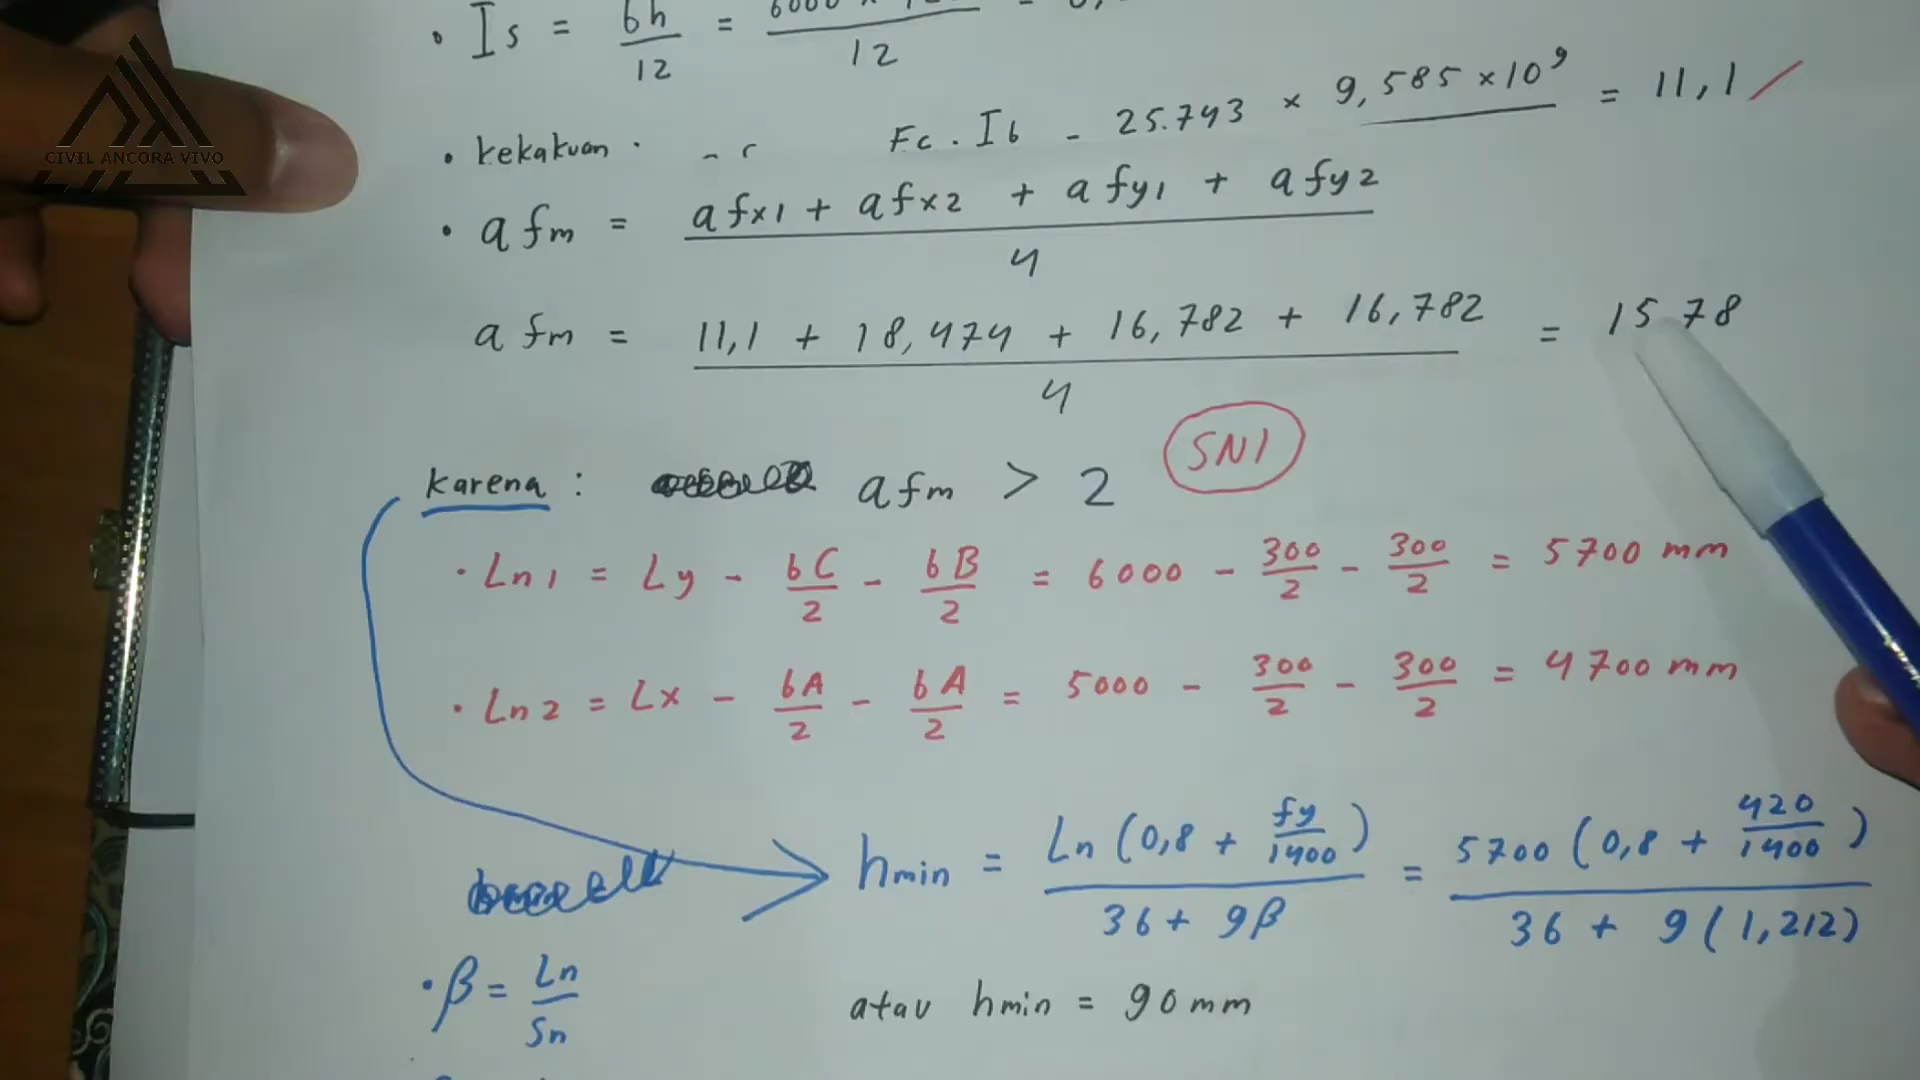 • Is = bh/12 = 6000 × /12 =
CIVIL ANCORA VIVO
• kekakuan . Ec . Ib - 25.743 × 9,585 × 10⁹ = 11,1
• afm = afx1 + afx2 + afy1 + afy2 / 4
afm = 11,1 + 18,474 + 16,782 + 16,782 / 4 = 15,78
karena : afm > 2 SNI
• Ln1 = Ly - bC/2 - bB/2 = 6000 - 300/2 - 300/2 = 5700 mm
• Ln2 = Lx - bA/2 - bA/2 = 5000 - 300/2 - 300/2 = 4700 mm
hmin = Ln (0,8 + fy/1400) / 36 + 9β = 5700 (0,8 + 420/1400) / 36 + 9(1,212)
• β = Ln/Sn
atau hmin = 90 mm